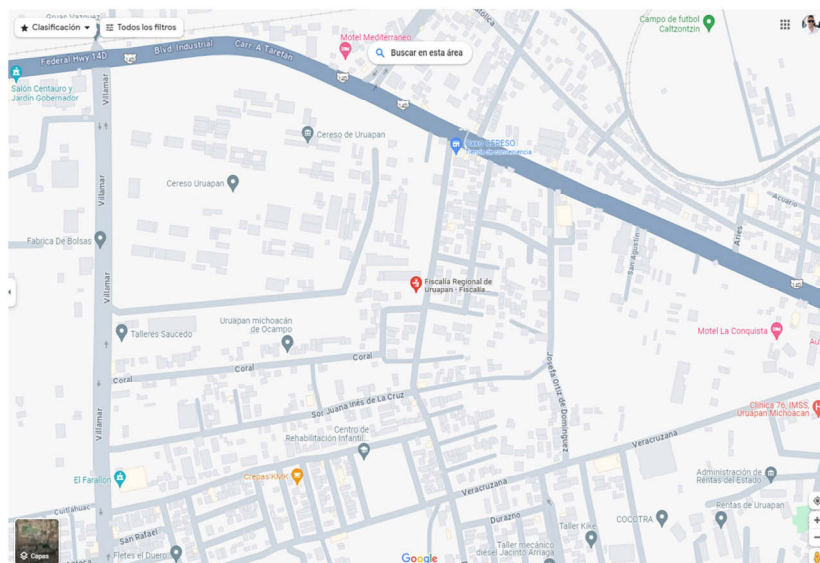 Clasificación
Todos los filtros
Motel Mediterraneo
Campo de futbol
Caltzontzin
Buscar en esta área
Federal Hwy 14D
Blvd. Industrial
Carr. A Taretan
Salón Centauro y
Jardín Gobernador
Villamar
Cereso de Uruapan
Cereso Uruapan
Villamar
Fabrica De Bolsas
Acuario
Aries
San Agustín
Fiscalía Regional de
Uruapan - Fiscalía...
Villamar
Talleres Saucedo
Uruapan michoacán
de Ocampo
Motel La Conquista
Coral
Coral
Coral
Josefa Ortiz de Domínguez
Sor Juana Inés de La Cruz
Clinica 76, IMSS,
Uruapan Michoacan
Villamar
Centro de
Rehabilitación Infantil...
Veracruzana
El Farallón
Crepas KMK
Administración de
Rentas del Estado
Veracruzana
Cuitláhuac
COCOTRA
Rentas de Uruapan
Durazno
San Rafael
Taller Kike
Capas
Fletes el Duero
Google
Taller mecánico
diésel Jacinto Arriaga